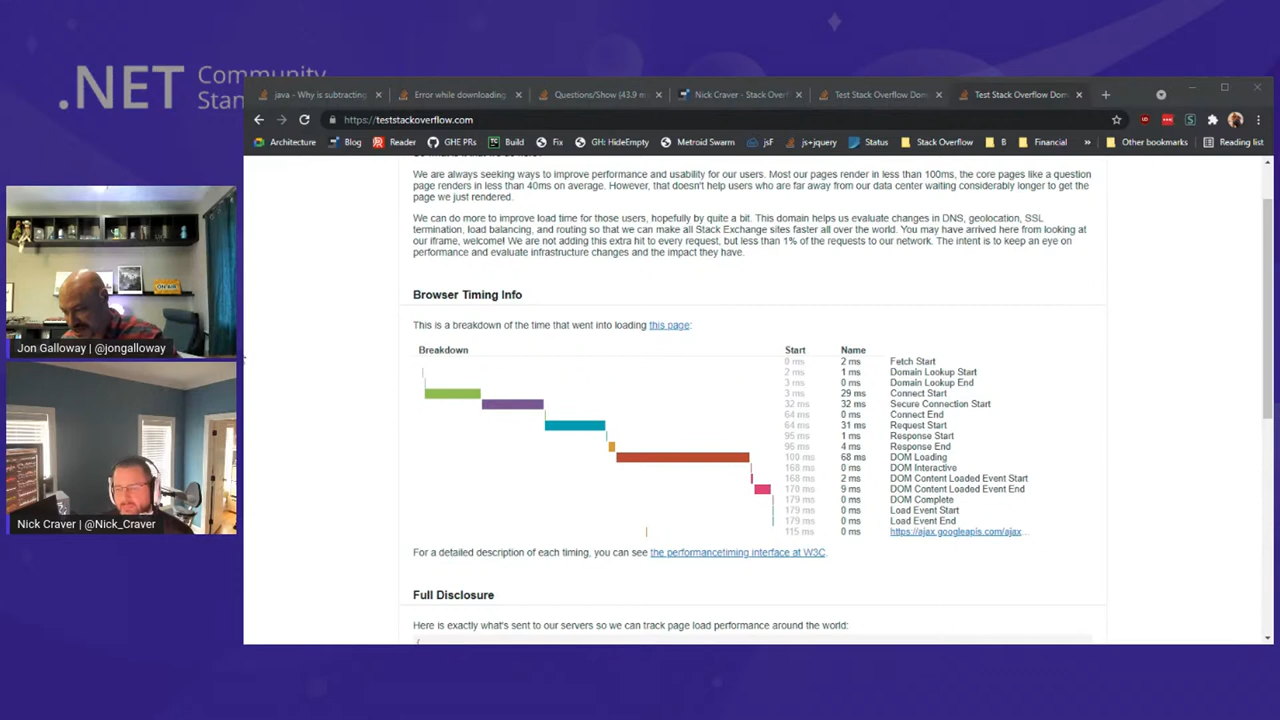 .NET Community
Stan
java - Why is subtracting
Error while downloading
Questions/Show (43.9 m
Nick Craver - Stack Over
Test Stack Overflow Dom
Test Stack Overflow Dom
https://teststackoverflow.com
Architecture Blog Reader GHE PRs Build Fix GH: HideEmpty Metroid Swarm jsF js+jquery Status Stack Overflow B Financial » Other bookmarks Reading list
We are always seeking ways to improve performance and usability for our users. Most our pages render in less than 100ms, the core pages like a question
page renders in less than 40ms on average. However, that doesn't help users who are far away from our data center waiting considerably longer to get the
page we just rendered.
We can do more to improve load time for those users, hopefully by quite a bit. This domain helps us evaluate changes in DNS, geolocation, SSL
termination, load balancing, and routing so that we can make all Stack Exchange sites faster all over the world. You may have arrived here from looking at
our iframe, welcome! We are not adding this extra hit to every request, but less than 1% of the requests to our network. The intent is to keep an eye on
performance and evaluate infrastructure changes and the impact they have.
Browser Timing Info
This is a breakdown of the time that went into loading this page:
Breakdown Start Name
0 ms 2 ms Fetch Start
2 ms 1 ms Domain Lookup Start
3 ms 0 ms Domain Lookup End
3 ms 29 ms Connect Start
32 ms 32 ms Secure Connection Start
64 ms 0 ms Connect End
64 ms 31 ms Request Start
95 ms 1 ms Response Start
96 ms 4 ms Response End
100 ms 68 ms DOM Loading
168 ms 0 ms DOM Interactive
168 ms 2 ms DOM Content Loaded Event Start
170 ms 9 ms DOM Content Loaded Event End
179 ms 0 ms DOM Complete
179 ms 0 ms Load Event Start
179 ms 0 ms Load Event End
115 ms 0 ms https://ajax.googleapis.com/ajax...
For a detailed description of each timing, you can see the performancetiming interface at W3C.
Full Disclosure
Here is exactly what's sent to our servers so we can track page load performance around the world:
{
ON AIR
Jon Galloway | @jongalloway
Nick Craver | @Nick_Craver